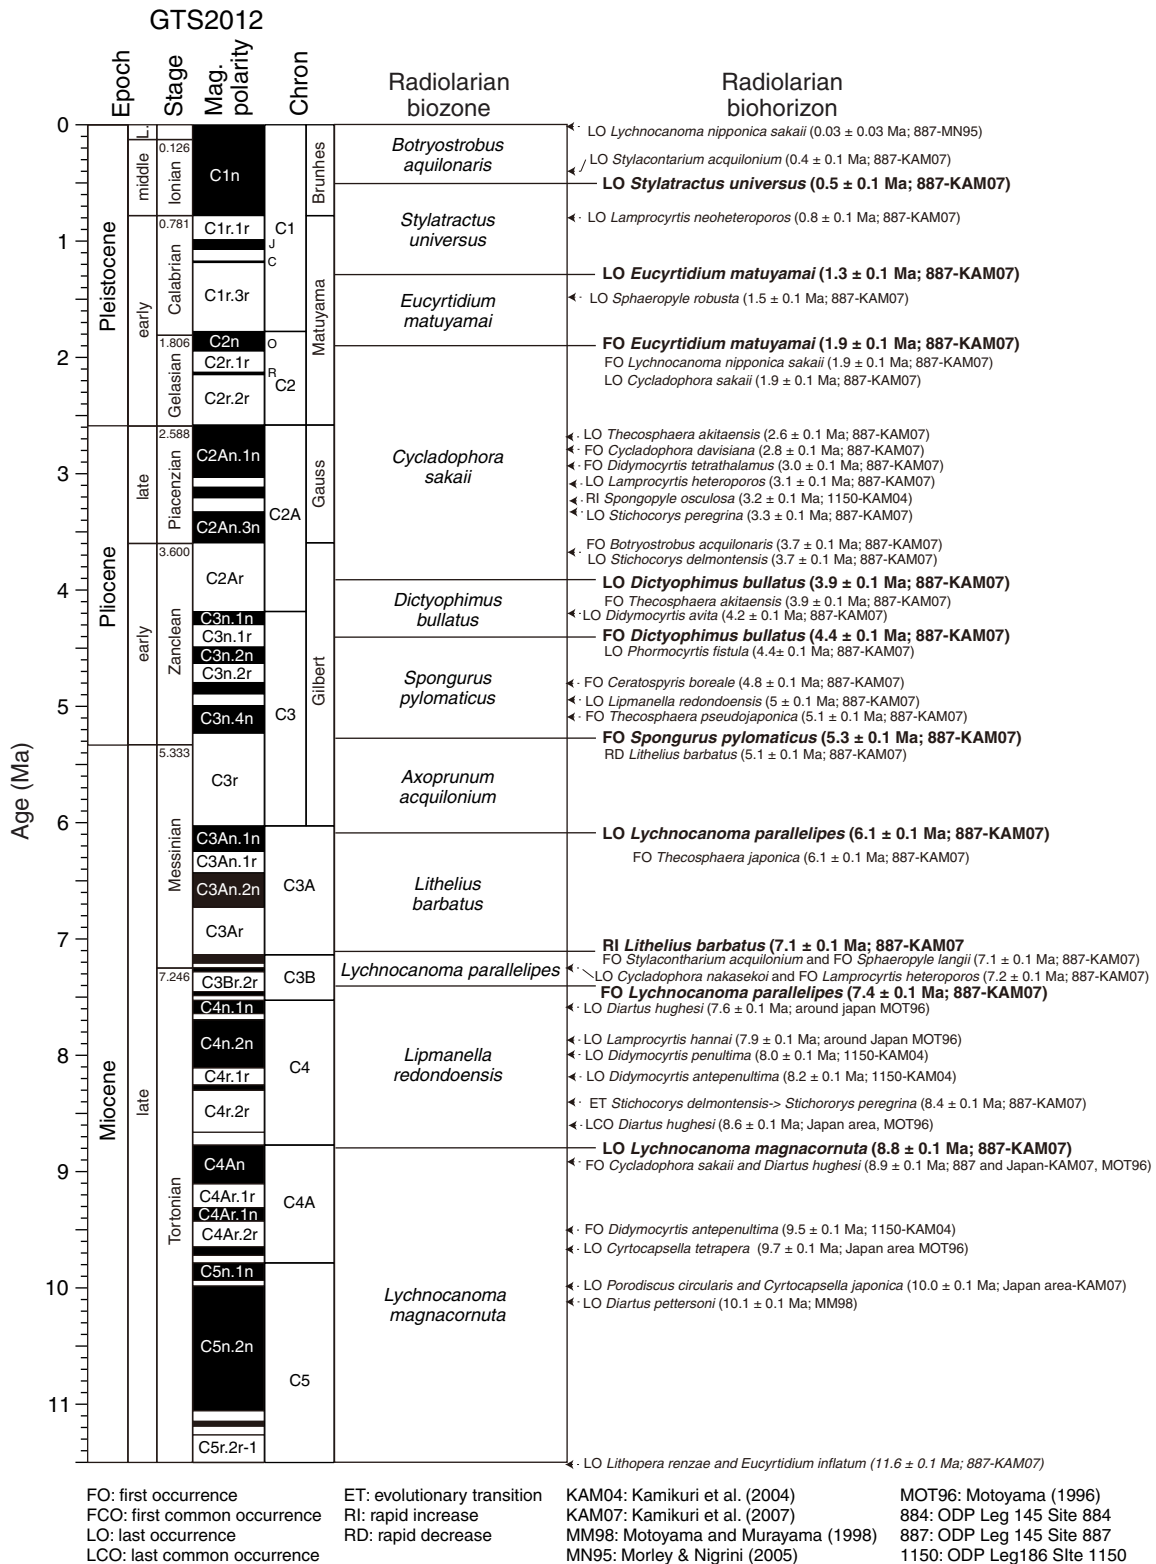 GTS2012
Epoch
Stage
Mag.
polarity
Chron
Radiolarian
biozone
Radiolarian
biohorizon
Age (Ma)
0
1
2
3
4
5
6
7
8
9
10
11
Pleistocene
Pliocene
Miocene
L.
middle
early
late
early
late
Ionian
Calabrian
Gelasian
Piacenzian
Zanclean
Messinian
Tortonian
0.126
0.781
1.806
2.588
3.600
5.333
7.246
C1n
C1r.1r
C1r.3r
C2n
C2r.1r
C2r.2r
C2An.1n
C2An.3n
C2Ar
C3n.1n
C3n.1r
C3n.2n
C3n.2r
C3n.4n
C3r
C3An.1n
C3An.1r
C3An.2n
C3Ar
C3Br.2r
C4n.1n
C4n.2n
C4r.1r
C4r.2r
C4An
C4Ar.1r
C4Ar.1n
C4Ar.2r
C5n.1n
C5n.2n
C5r.2r-1
C1
J
C
O
R
C2
C2A
C3
C3A
C3B
C4
C4A
C5
Brunhes
Matuyama
Gauss
Gilbert
Botryostrobus
aquilonaris
Stylatractus
universus
Eucyrtidium
matuyamai
Cycladophora
sakaii
Dictyophimus
bullatus
Spongurus
pylomaticus
Axoprunum
acquilonium
Lithelius
barbatus
Lychnocanoma parallelipes
Lipmanella
redondoensis
Lychnocanoma
magnacornuta
LO Lychnocanoma nipponica sakaii (0.03 ± 0.03 Ma; 887-MN95)
LO Stylacontarium acquilonium (0.4 ± 0.1 Ma; 887-KAM07)
LO Stylatractus universus (0.5 ± 0.1 Ma; 887-KAM07)
LO Lamprocyrtis neoheteroporos (0.8 ± 0.1 Ma; 887-KAM07)
LO Eucyrtidium matuyamai (1.3 ± 0.1 Ma; 887-KAM07)
LO Sphaeropyle robusta (1.5 ± 0.1 Ma; 887-KAM07)
FO Eucyrtidium matuyamai (1.9 ± 0.1 Ma; 887-KAM07)
FO Lychnocanoma nipponica sakaii (1.9 ± 0.1 Ma; 887-KAM07)
LO Cycladophora sakaii (1.9 ± 0.1 Ma; 887-KAM07)
LO Thecosphaera akitaensis (2.6 ± 0.1 Ma; 887-KAM07)
FO Cycladophora davisiana (2.8 ± 0.1 Ma; 887-KAM07)
FO Didymocyrtis tetrathalamus (3.0 ± 0.1 Ma; 887-KAM07)
LO Lamprocyrtis heteroporos (3.1 ± 0.1 Ma; 887-KAM07)
RI Spongopyle osculosa (3.2 ± 0.1 Ma; 1150-KAM04)
LO Stichocorys peregrina (3.3 ± 0.1 Ma; 887-KAM07)
FO Botryostrobus acquilonaris (3.7 ± 0.1 Ma; 887-KAM07)
LO Stichocorys delmontensis (3.7 ± 0.1 Ma; 887-KAM07)
LO Dictyophimus bullatus (3.9 ± 0.1 Ma; 887-KAM07)
FO Thecosphaera akitaensis (3.9 ± 0.1 Ma; 887-KAM07)
LO Didymocyrtis avita (4.2 ± 0.1 Ma; 887-KAM07)
FO Dictyophimus bullatus (4.4 ± 0.1 Ma; 887-KAM07)
LO Phormocyrtis fistula (4.4± 0.1 Ma; 887-KAM07)
FO Ceratospyris boreale (4.8 ± 0.1 Ma; 887-KAM07)
LO Lipmanella redondoensis (5 ± 0.1 Ma; 887-KAM07)
FO Thecosphaera pseudojaponica (5.1 ± 0.1 Ma; 887-KAM07)
FO Spongurus pylomaticus (5.3 ± 0.1 Ma; 887-KAM07)
RD Lithelius barbatus (5.1 ± 0.1 Ma; 887-KAM07)
LO Lychnocanoma parallelipes (6.1 ± 0.1 Ma; 887-KAM07)
FO Thecosphaera japonica (6.1 ± 0.1 Ma; 887-KAM07)
RI Lithelius barbatus (7.1 ± 0.1 Ma; 887-KAM07
FO Stylacontharium acquilonium and FO Sphaeropyle langii (7.1 ± 0.1 Ma; 887-KAM07)
LO Cycladophora nakasekoi and FO Lamprocyrtis heteroporos (7.2 ± 0.1 Ma; 887-KAM07)
FO Lychnocanoma parallelipes (7.4 ± 0.1 Ma; 887-KAM07)
LO Diartus hughesi (7.6 ± 0.1 Ma; around japan MOT96)
LO Lamprocyrtis hannai (7.9 ± 0.1 Ma; around Japan MOT96)
LO Didymocyrtis penultima (8.0 ± 0.1 Ma; 1150-KAM04)
LO Didymocyrtis antepenultima (8.2 ± 0.1 Ma; 1150-KAM04)
ET Stichocorys delmontensis-> Stichororys peregrina (8.4 ± 0.1 Ma; 887-KAM07)
LCO Diartus hughesi (8.6 ± 0.1 Ma; Japan area, MOT96)
LO Lychnocanoma magnacornuta (8.8 ± 0.1 Ma; 887-KAM07)
FO Cycladophora sakaii and Diartus hughesi (8.9 ± 0.1 Ma; 887 and Japan-KAM07, MOT96)
FO Didymocyrtis antepenultima (9.5 ± 0.1 Ma; 1150-KAM04)
LO Cyrtocapsella tetrapera (9.7 ± 0.1 Ma; Japan area MOT96)
LO Porodiscus circularis and Cyrtocapsella japonica (10.0 ± 0.1 Ma; Japan area-KAM07)
LO Diartus pettersoni (10.1 ± 0.1 Ma; MM98)
LO Lithopera renzae and Eucyrtidium inflatum (11.6 ± 0.1 Ma; 887-KAM07)
FO: first occurrence
FCO: first common occurrence
LO: last occurrence
LCO: last common occurrence
ET: evolutionary transition
RI: rapid increase
RD: rapid decrease
KAM04: Kamikuri et al. (2004)
KAM07: Kamikuri et al. (2007)
MM98: Motoyama and Murayama (1998)
MN95: Morley & Nigrini (2005)
MOT96: Motoyama (1996)
884: ODP Leg 145 Site 884
887: ODP Leg 145 Site 887
1150: ODP Leg186 SIte 1150